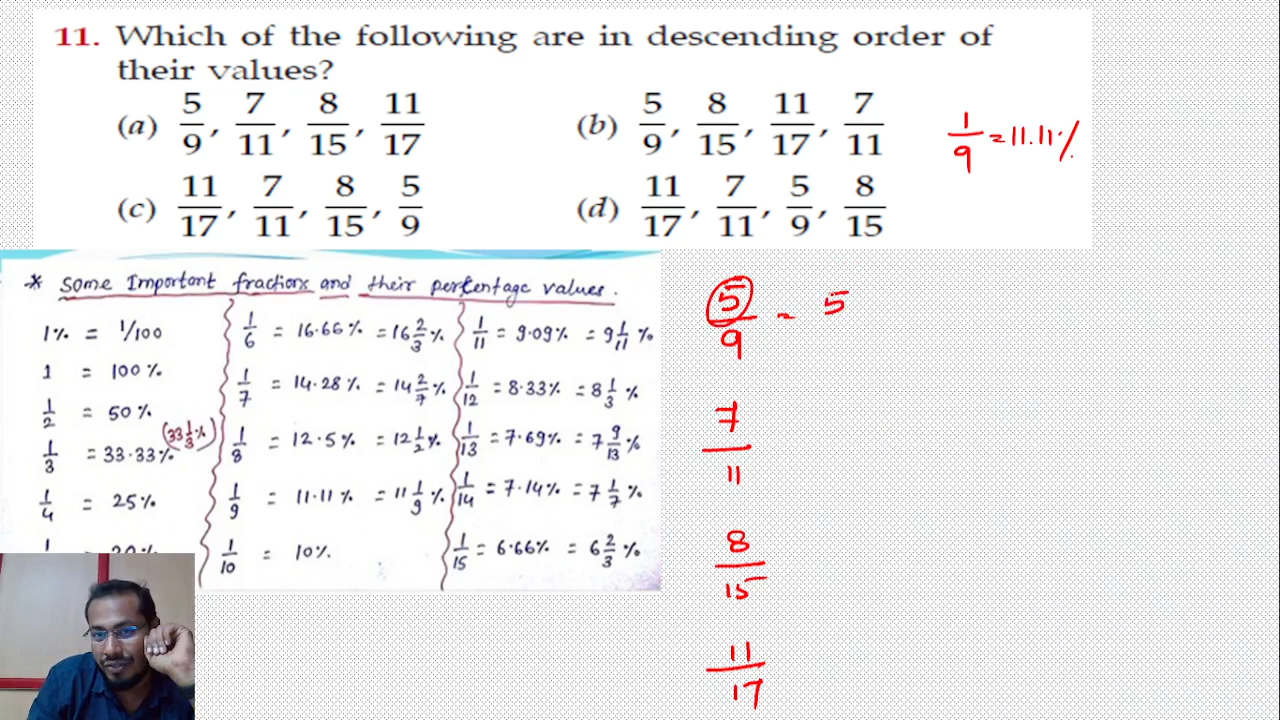 11. Which of the following are in descending order of
their values?
(a) 5/9, 7/11, 8/15, 11/17
(b) 5/9, 8/15, 11/17, 7/11
(c) 11/17, 7/11, 8/15, 5/9
(d) 11/17, 7/11, 5/9, 8/15
1/9 = 11.11%
* Some Important fractions and their percentage values.
1% = 1/100
1 = 100%
1/2 = 50%
1/3 = 33.33% (33 1/3%)
1/4 = 25%
1/6 = 16.66% = 16 2/3%
1/7 = 14.28% = 14 2/7%
1/8 = 12.5% = 12 1/2%
1/9 = 11.11% = 11 1/9%
1/10 = 10%
1/11 = 9.09% = 9 1/11%
1/12 = 8.33% = 8 1/3%
1/13 = 7.69% = 7 9/13%
1/14 = 7.14% = 7 1/7%
1/15 = 6.66% = 6 2/3%
5/9 = 5
7/11
8/15
11/17